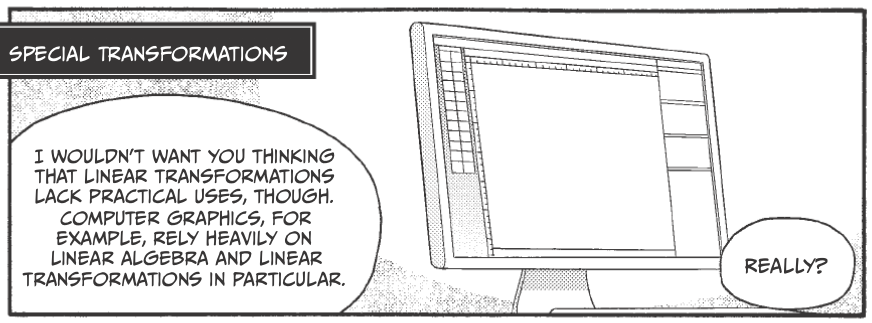 SPECIAL TRANSFORMATIONS
I WOULDN'T WANT YOU THINKING
THAT LINEAR TRANSFORMATIONS
LACK PRACTICAL USES, THOUGH.
COMPUTER GRAPHICS, FOR
EXAMPLE, RELY HEAVILY ON
LINEAR ALGEBRA AND LINEAR
TRANSFORMATIONS IN PARTICULAR.
REALLY?